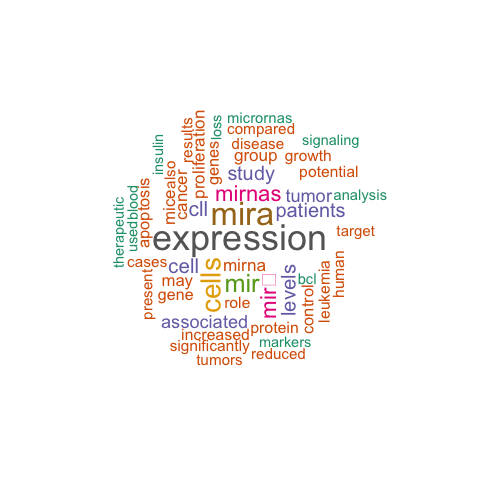 micrornas
compared
disease
signaling
group
growth
study
potential
mirnas
tumor
analysis
cll
mira
patients
expression
target
cases
cell
mirna
may
mir
bcl
gene
role
associated
protein
increased
significantly
markers
tumors
reduced
therapeutic
used
blood
insulin
apoptosis
mice
also
cancer
results
proliferation
genes
loss
present
cells
mir□
levels
control
leukemia
human